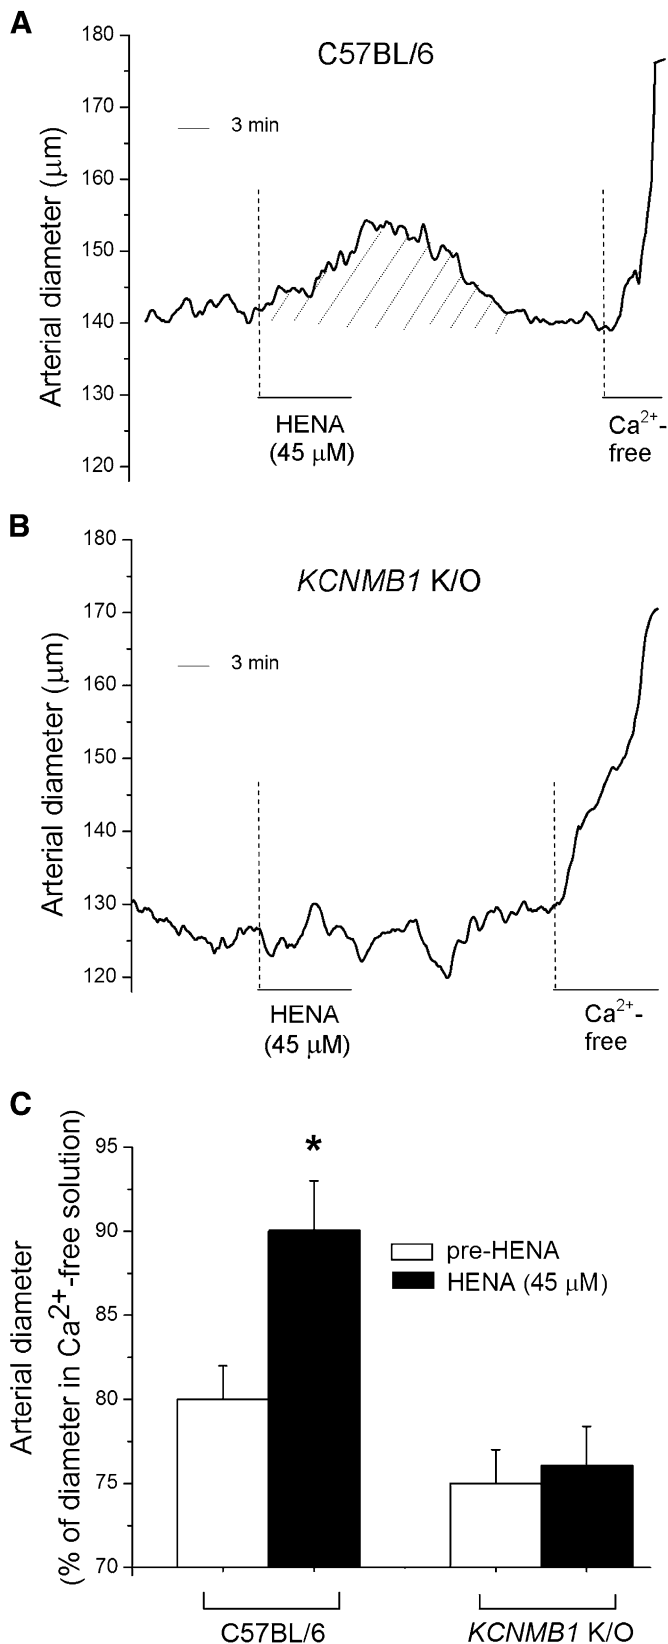 A
C57BL/6
180
170
160
150
140
130
120
Arterial diameter (μm)
3 min
HENA
(45 μM)
Ca²⁺-
free
B
KCNMB1 K/O
180
170
160
150
140
130
120
Arterial diameter (μm)
3 min
HENA
(45 μM)
Ca²⁺-
free
C
Arterial diameter
(% of diameter in Ca²⁺-free solution)
95
90
85
80
75
70
*
pre-HENA
HENA (45 μM)
C57BL/6
KCNMB1 K/O